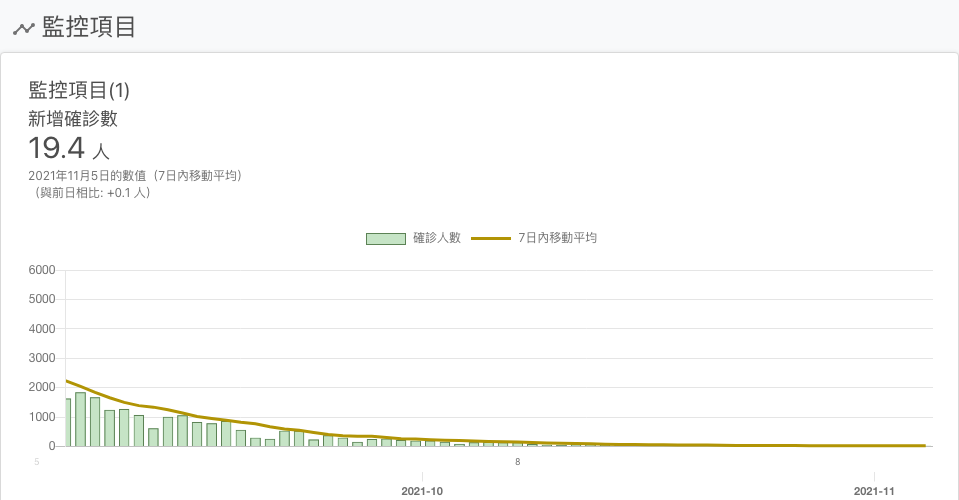 監控項目
監控項目(1)
新增確診數
19.4 人
2021年11月5日的數值（7日內移動平均）
（與前日相比: +0.1 人）
確診人數 7日內移動平均
6000
5000
4000
3000
2000
1000
0
5 8
2021-10 2021-11